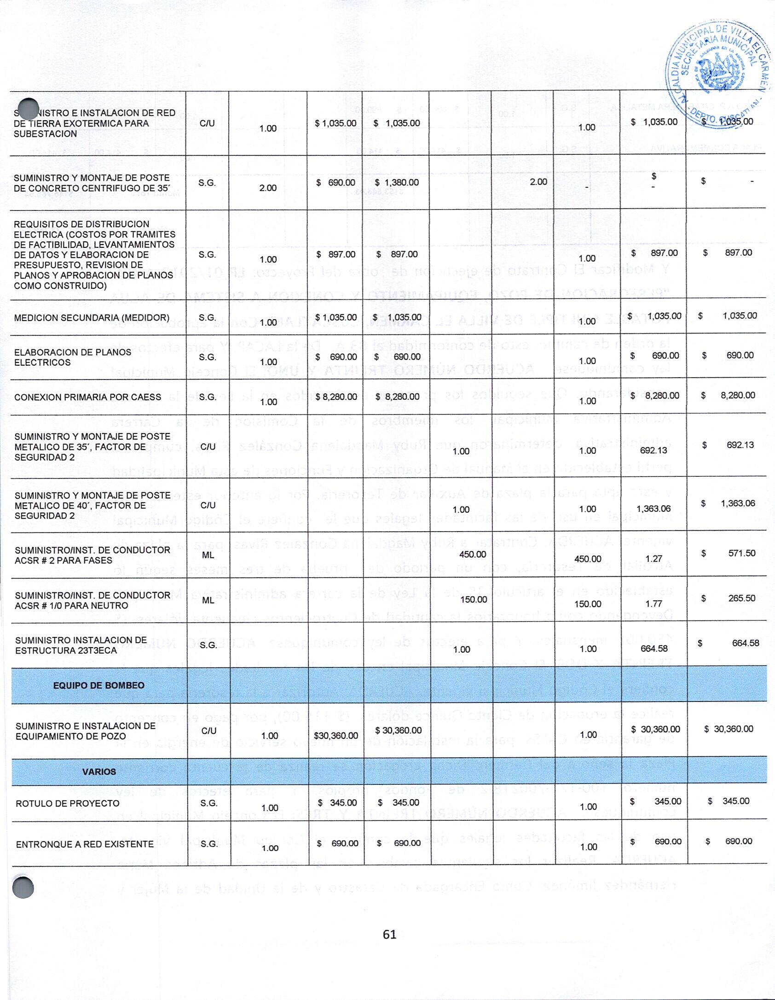 ALCALDIA MUNICIPAL DE VILLA EL CARMEN
SECRETARIA MUNICIPAL
DEPTO. CUSCATLAN
NISTRO E INSTALACION DE RED
DE TIERRA EXOTERMICA PARA
SUBESTACION
C/U 1.00 $ 1,035.00 $ 1,035.00 1.00 $ 1,035.00 $ 1,035.00
SUMINISTRO Y MONTAJE DE POSTE
DE CONCRETO CENTRIFUGO DE 35´
S.G. 2.00 $ 690.00 $ 1,380.00 2.00 - $ - $ -
REQUISITOS DE DISTRIBUCION
ELECTRICA (COSTOS POR TRAMITES
DE FACTIBILIDAD, LEVANTAMIENTOS
DE DATOS Y ELABORACION DE
PRESUPUESTO, REVISION DE
PLANOS Y APROBACION DE PLANOS
COMO CONSTRUIDO)
S.G. 1.00 $ 897.00 $ 897.00 1.00 $ 897.00 $ 897.00
MEDICION SECUNDARIA (MEDIDOR) S.G. 1.00 $ 1,035.00 $ 1,035.00 1.00 $ 1,035.00 $ 1,035.00
ELABORACION DE PLANOS
ELECTRICOS
S.G. 1.00 $ 690.00 $ 690.00 1.00 $ 690.00 $ 690.00
CONEXION PRIMARIA POR CAESS S.G. 1.00 $ 8,280.00 $ 8,280.00 1.00 $ 8,280.00 $ 8,280.00
SUMINISTRO Y MONTAJE DE POSTE
METALICO DE 35´, FACTOR DE
SEGURIDAD 2
C/U 1.00 1.00 692.13 $ 692.13
SUMINISTRO Y MONTAJE DE POSTE
METALICO DE 40´, FACTOR DE
SEGURIDAD 2
C/U 1.00 1.00 1,363.06 $ 1,363.06
SUMINISTRO/INST. DE CONDUCTOR
ACSR # 2 PARA FASES
ML 450.00 450.00 1.27 $ 571.50
SUMINISTRO/INST. DE CONDUCTOR
ACSR # 1/0 PARA NEUTRO
ML 150.00 150.00 1.77 $ 265.50
SUMINISTRO INSTALACION DE
ESTRUCTURA 23T3ECA
S.G. 1.00 1.00 664.58 $ 664.58
EQUIPO DE BOMBEO
SUMINISTRO E INSTALACION DE
EQUIPAMIENTO DE POZO
C/U 1.00 $30,360.00 $ 30,360.00 1.00 $ 30,360.00 $ 30,360.00
VARIOS
ROTULO DE PROYECTO S.G. 1.00 $ 345.00 $ 345.00 1.00 $ 345.00 $ 345.00
ENTRONQUE A RED EXISTENTE S.G. 1.00 $ 690.00 $ 690.00 1.00 $ 690.00 $ 690.00
61